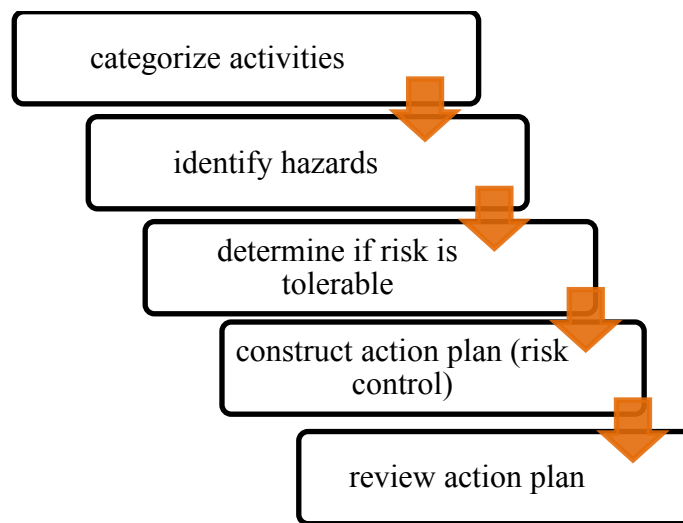 categorize activities
identify hazards
determine if risk is
tolerable
construct action plan (risk
control)
review action plan